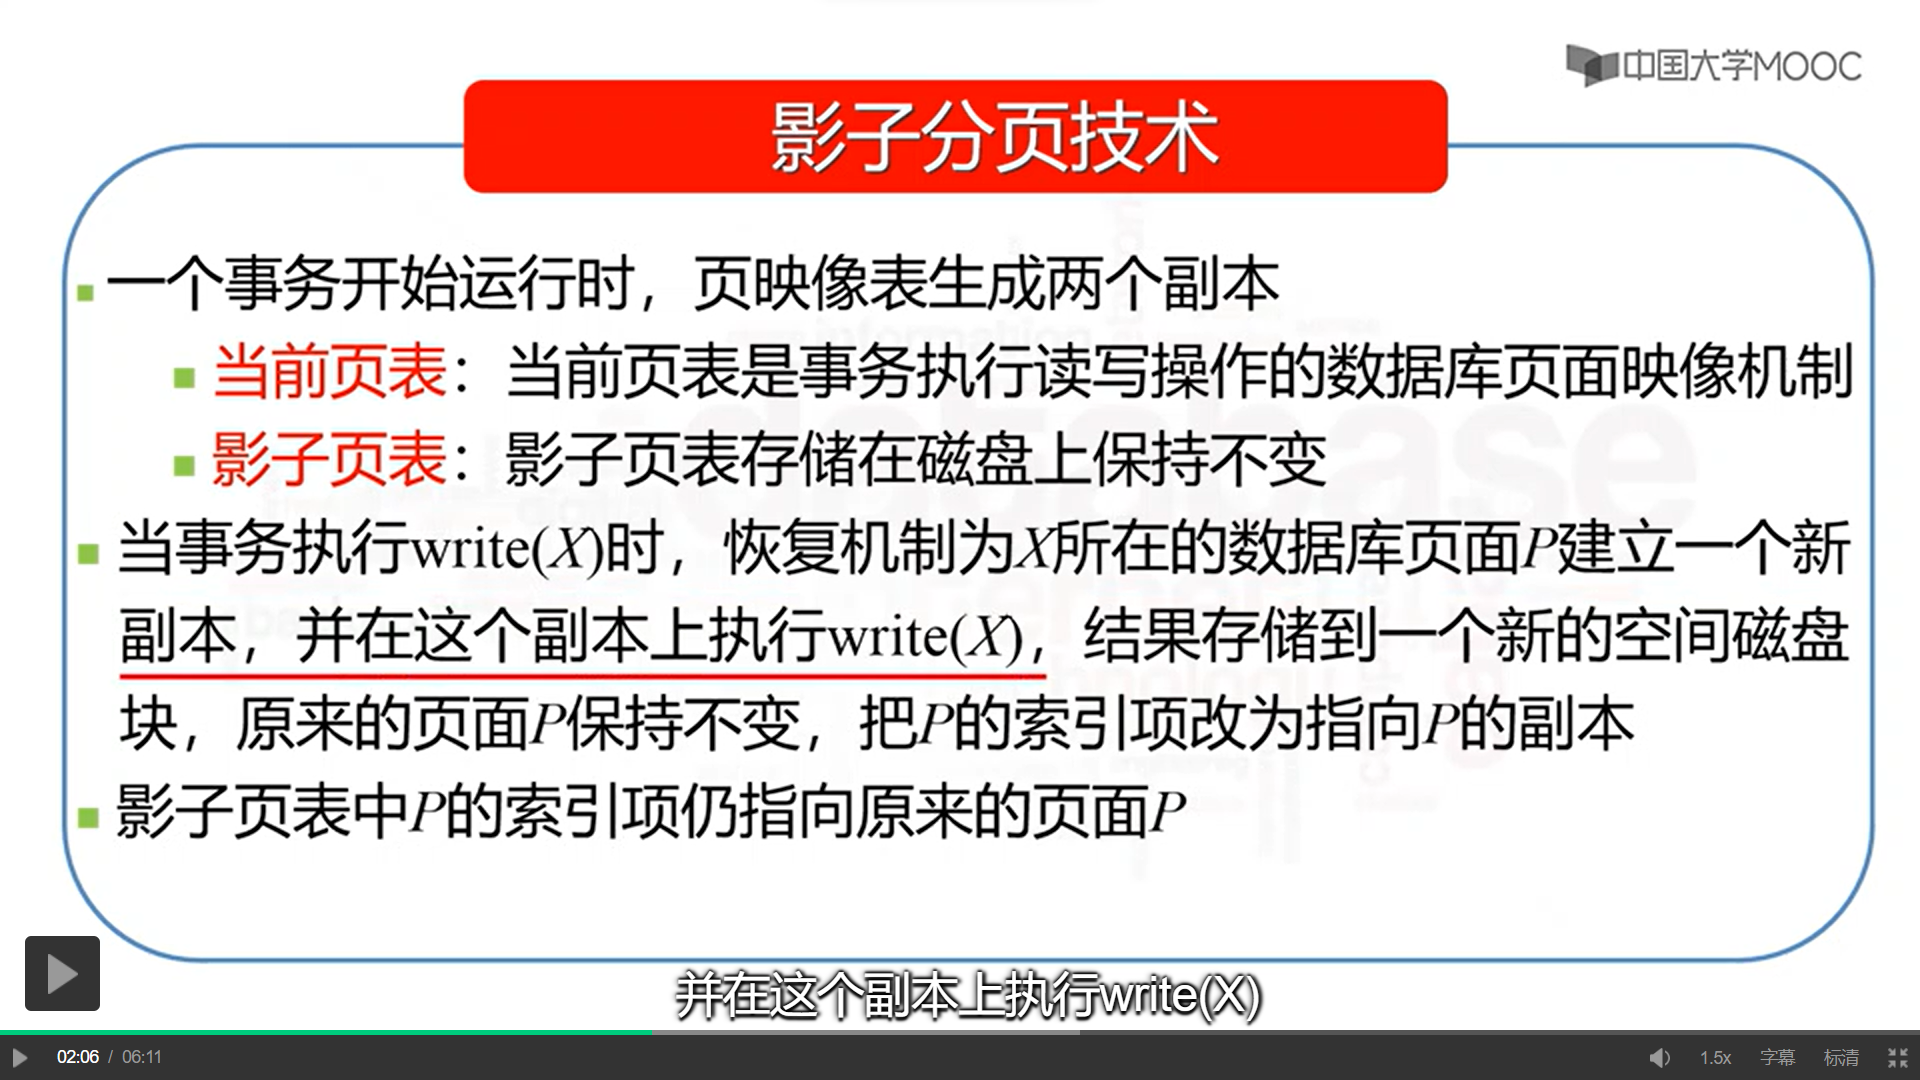 中国大学MOOC
影子分页技术
一个事务开始运行时，页映像表生成两个副本
当前页表：当前页表是事务执行读写操作的数据库页面映像机制
影子页表：影子页表存储在磁盘上保持不变
当事务执行write(X)时，恢复机制为X所在的数据库页面P建立一个新
副本，并在这个副本上执行write(X)，结果存储到一个新的空间磁盘
块，原来的页面P保持不变，把P的索引项改为指向P的副本
影子页表中P的索引项仍指向原来的页面P
并在这个副本上执行write(X)
02:06 / 06:11
1.5x 字幕 标清